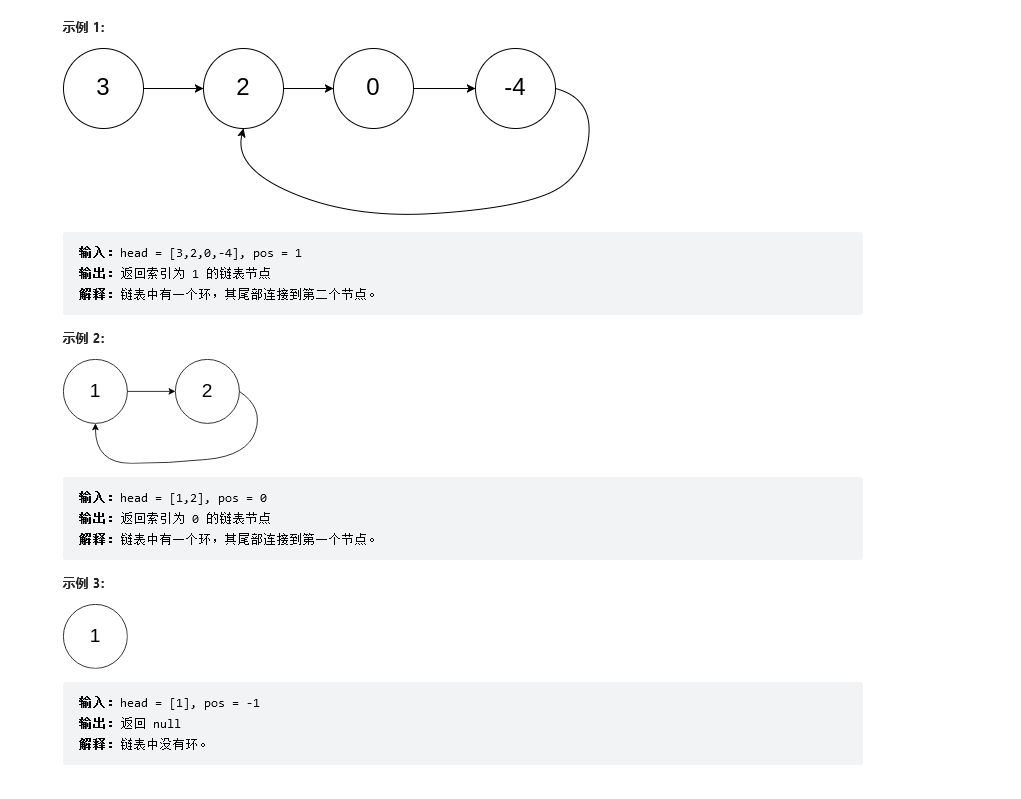 示例 1:
3 2 0 -4
输入：head = [3,2,0,-4], pos = 1
输出：返回索引为 1 的链表节点
解释：链表中有一个环，其尾部连接到第二个节点。
示例 2:
1 2
输入：head = [1,2], pos = 0
输出：返回索引为 0 的链表节点
解释：链表中有一个环，其尾部连接到第一个节点。
示例 3:
1
输入：head = [1], pos = -1
输出：返回 null
解释：链表中没有环。